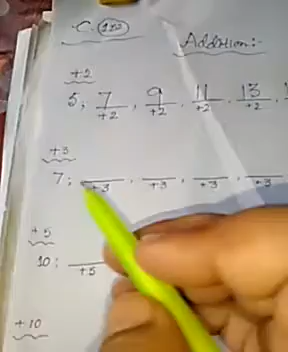 Addition:-
+2
5, 7, 9, 11, 13,
+2 +2 +2 +2
+3
7,
+3 +3 +3 +3
+5
10;
+5
+10